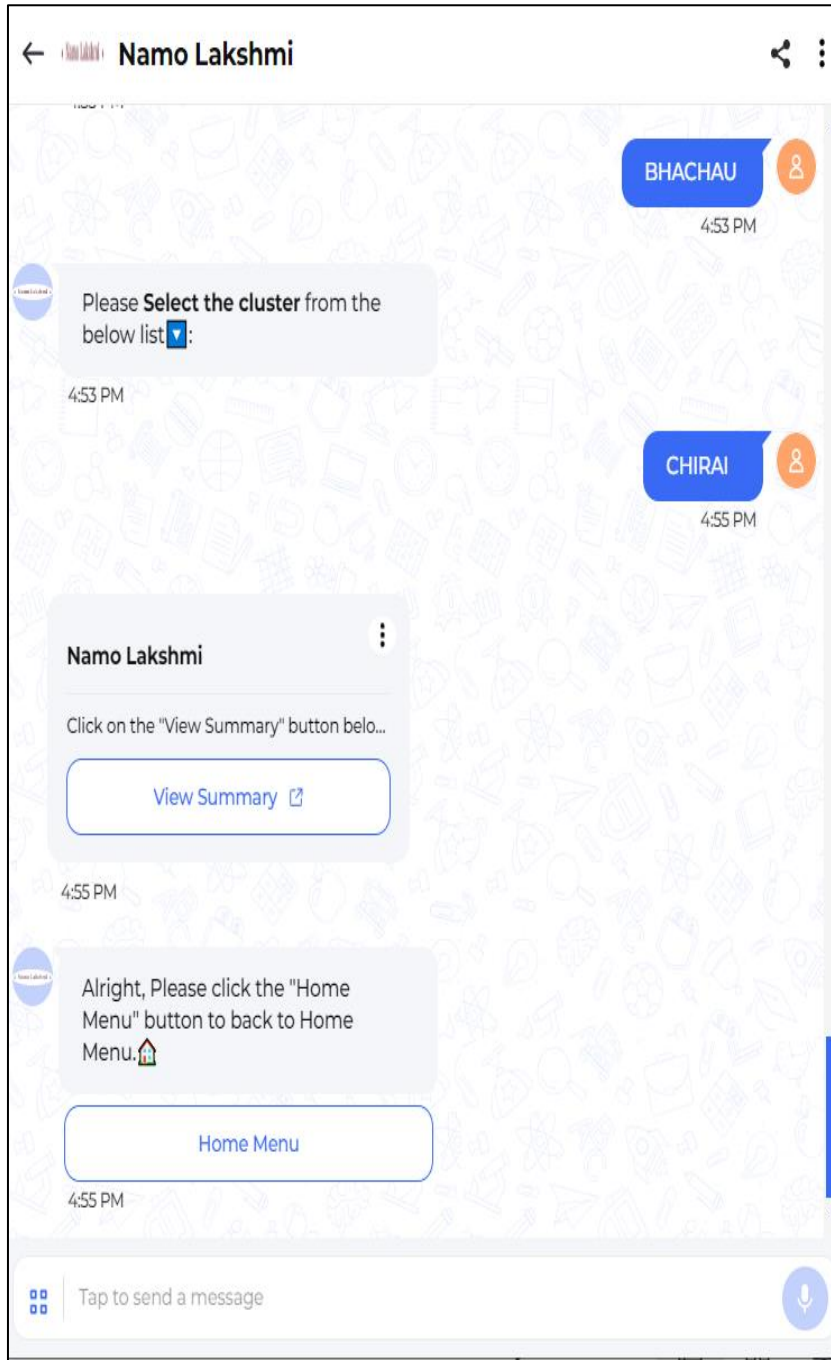 Namo Lakshmi
BHACHAU
4:53 PM
Please Select the cluster from the
below list🔽:
4:53 PM
CHIRAI
4:55 PM
Namo Lakshmi
Click on the "View Summary" button belo...
View Summary
4:55 PM
Alright, Please click the "Home
Menu" button to back to Home
Menu.🏠
Home Menu
4:55 PM
Tap to send a message